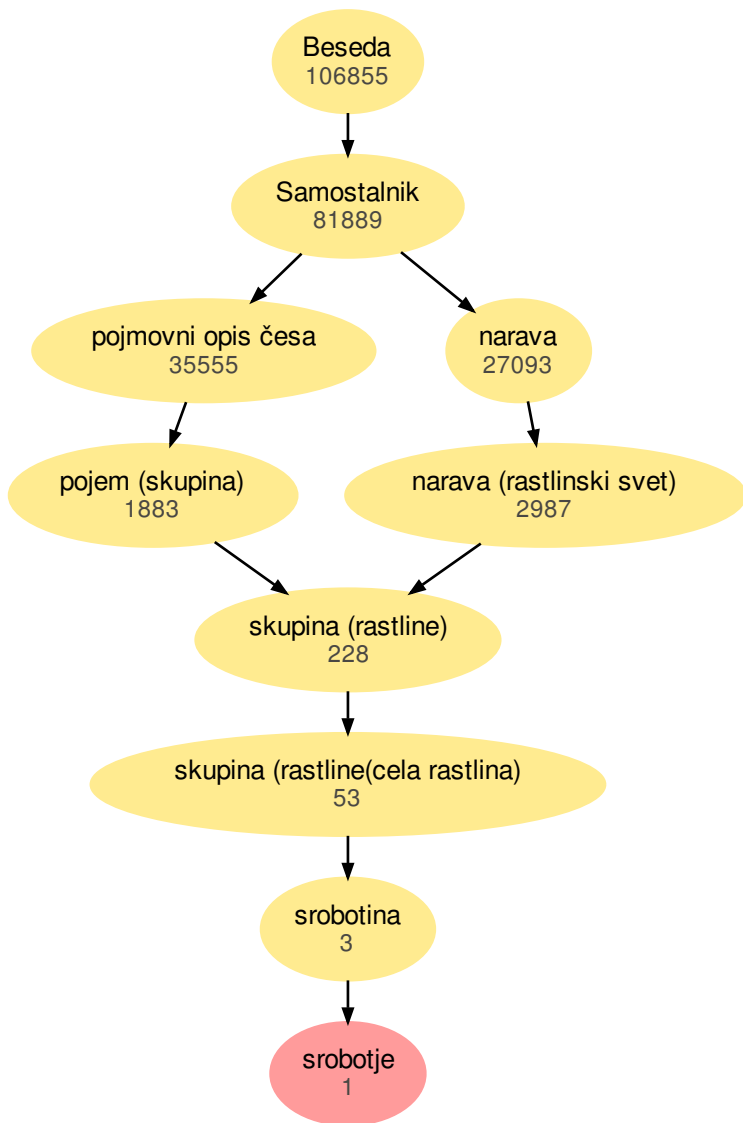 Beseda
106855
Samostalnik
81889
pojmovni opis česa
35555
narava
27093
pojem (skupina)
1883
narava (rastlinski svet)
2987
skupina (rastline)
228
skupina (rastline(cela rastlina)
53
srobotina
3
srobotje
1